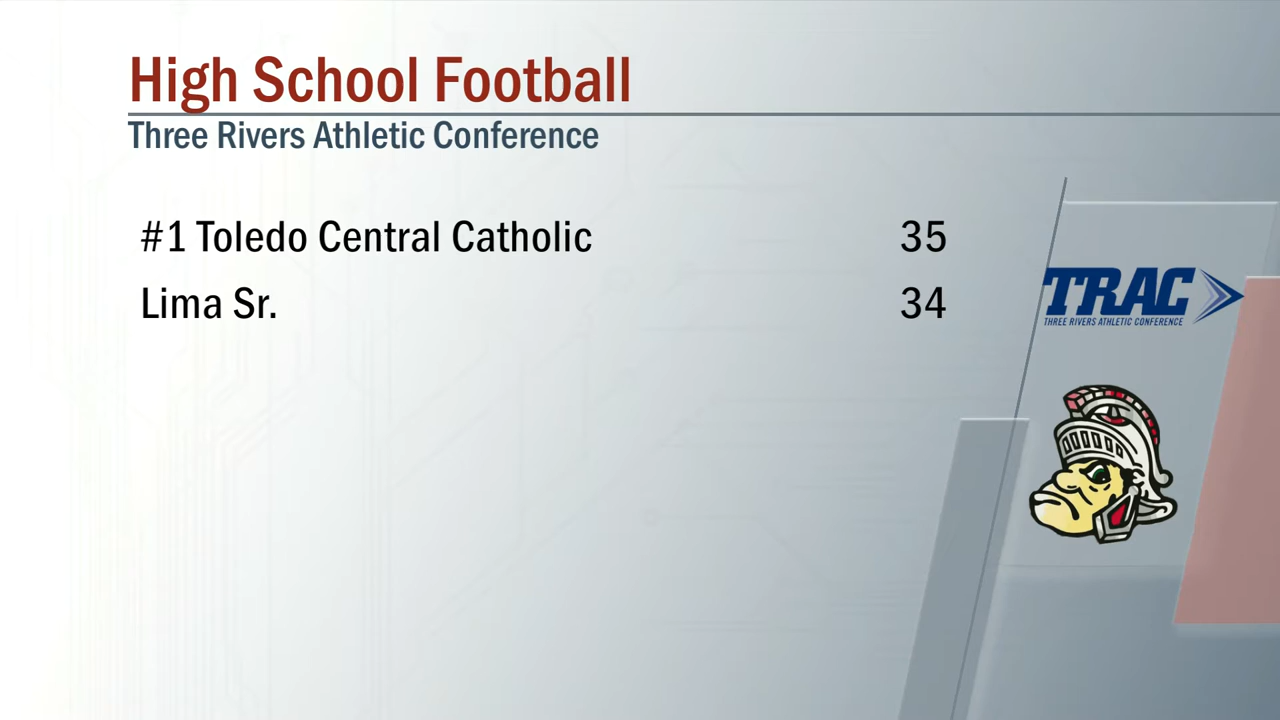 High School Football
Three Rivers Athletic Conference
#1 Toledo Central Catholic 35
Lima Sr. 34
TRAC
THREE RIVERS ATHLETIC CONFERENCE